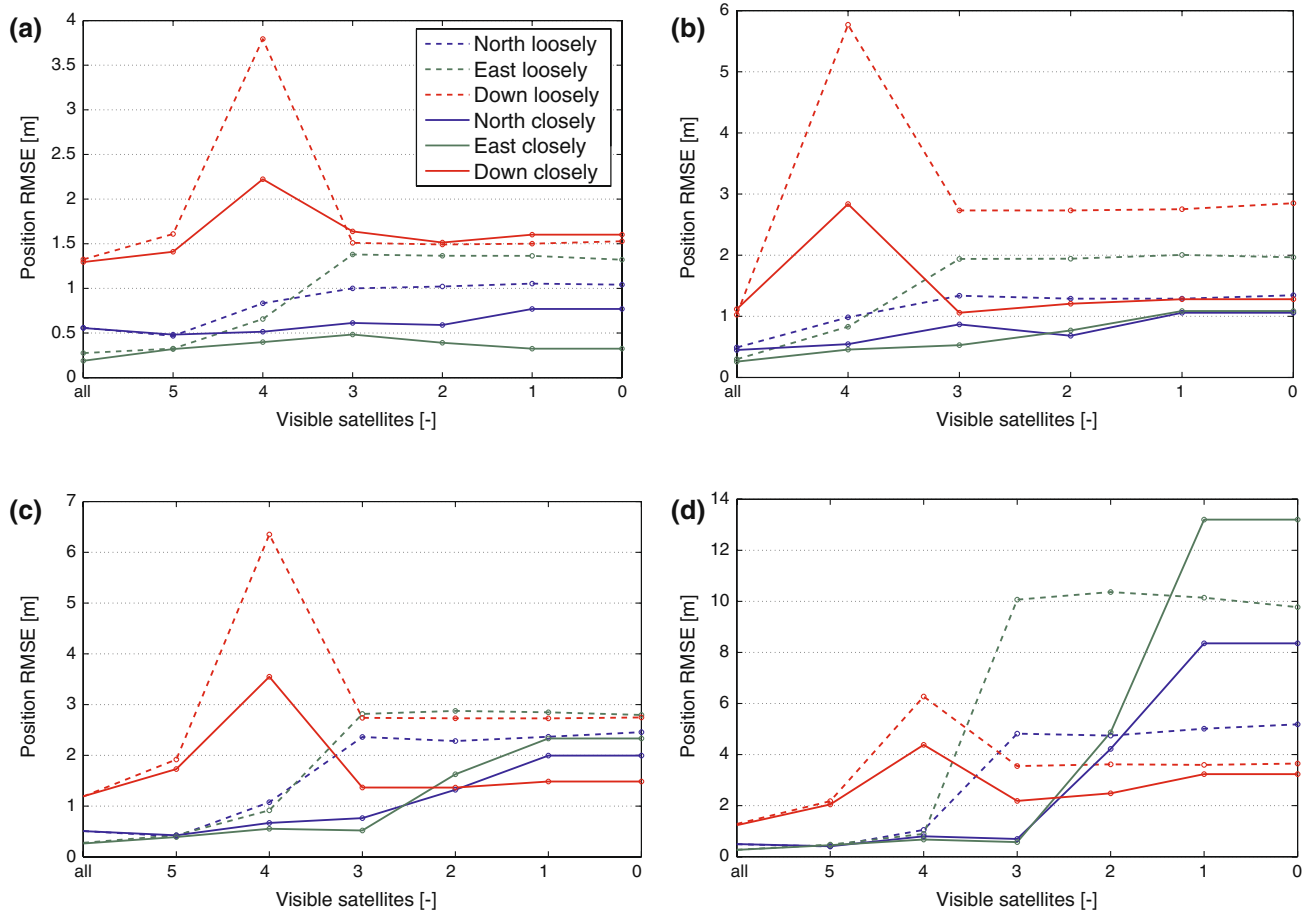 (a)
4
3.5
3
2.5
2
1.5
1
0.5
0
Position RMSE [m]
all 5 4 3 2 1 0
Visible satellites [-]
North loosely
East loosely
Down loosely
North closely
East closely
Down closely
(b)
6
5
4
3
2
1
0
Position RMSE [m]
all 4 3 2 1 0
Visible satellites [-]
(c)
7
6
5
4
3
2
1
0
Position RMSE [m]
all 5 4 3 2 1 0
Visible satellites [-]
(d)
14
12
10
8
6
4
2
0
Position RMSE [m]
all 5 4 3 2 1 0
Visible satellites [-]